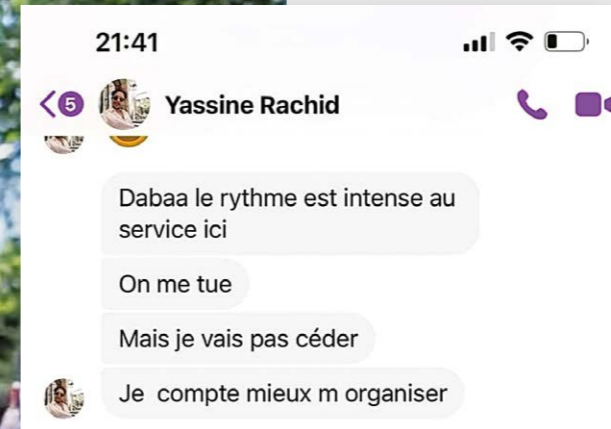 21:41
5 Yassine Rachid
Dabaa le rythme est intense au
service ici
On me tue
Mais je vais pas céder
Je  compte mieux m organiser